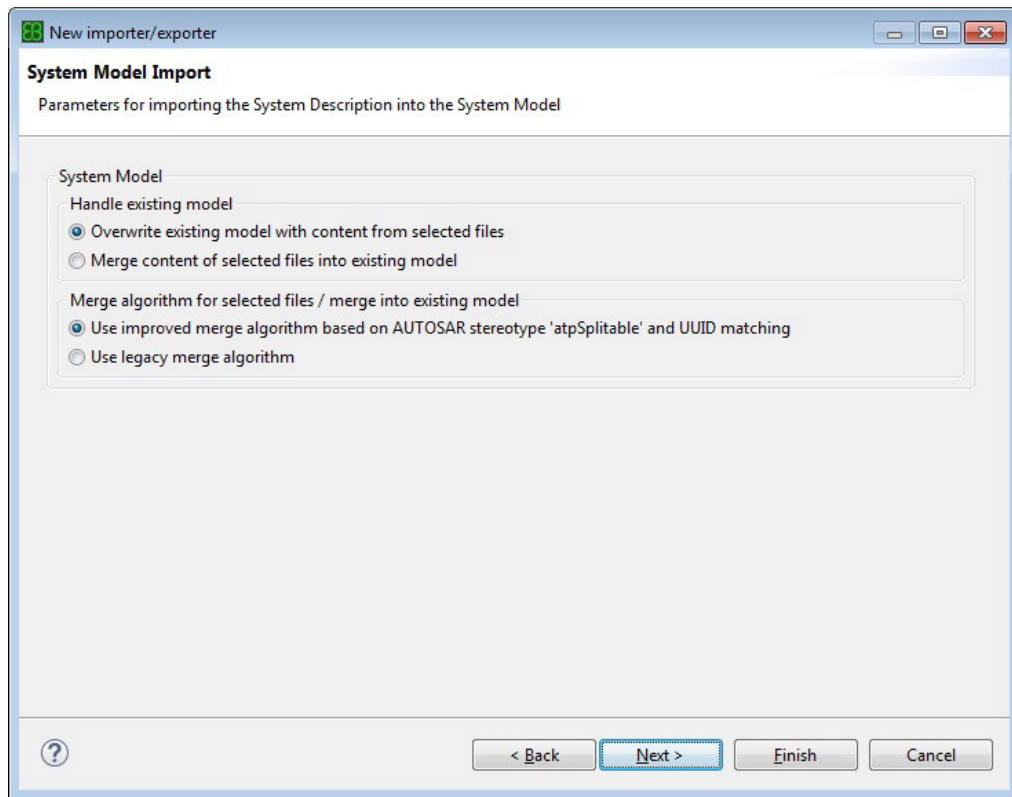 New importer/exporter
System Model Import
Parameters for importing the System Description into the System Model
System Model
Handle existing model
Overwrite existing model with content from selected files
Merge content of selected files into existing model
Merge algorithm for selected files / merge into existing model
Use improved merge algorithm based on AUTOSAR stereotype 'atpSplitable' and UUID matching
Use legacy merge algorithm
? < Back Next > Finish Cancel